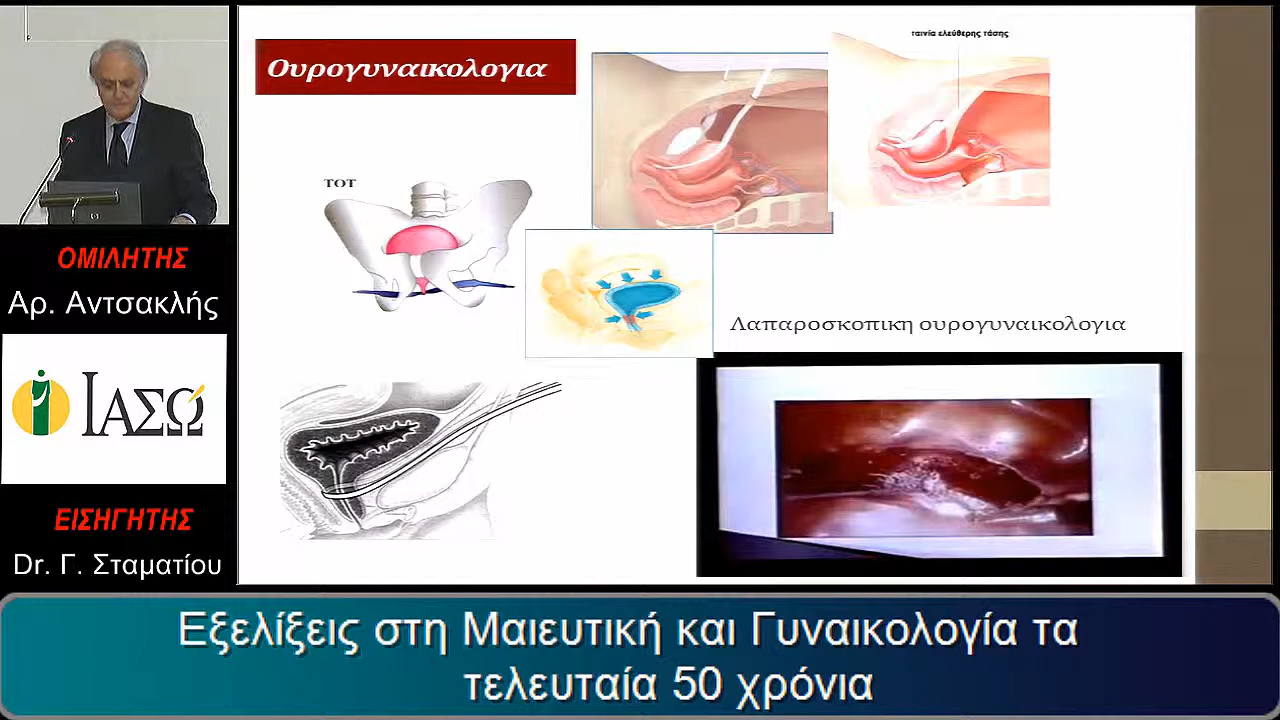 Ουρογυναικολογια
ταινία ελεύθερης τάσης
ΤΟΤ
Λαπαροσκοπικη ουρογυναικολογια
ΟΜΙΛΗΤΗΣ
Αρ. Αντσακλής
ΙΑΣΩ
ΕΙΣΗΓΗΤΗΣ
Dr. Γ. Σταματίου
Εξελίξεις στη Μαιευτική και Γυναικολογία τα
τελευταία 50 χρόνια